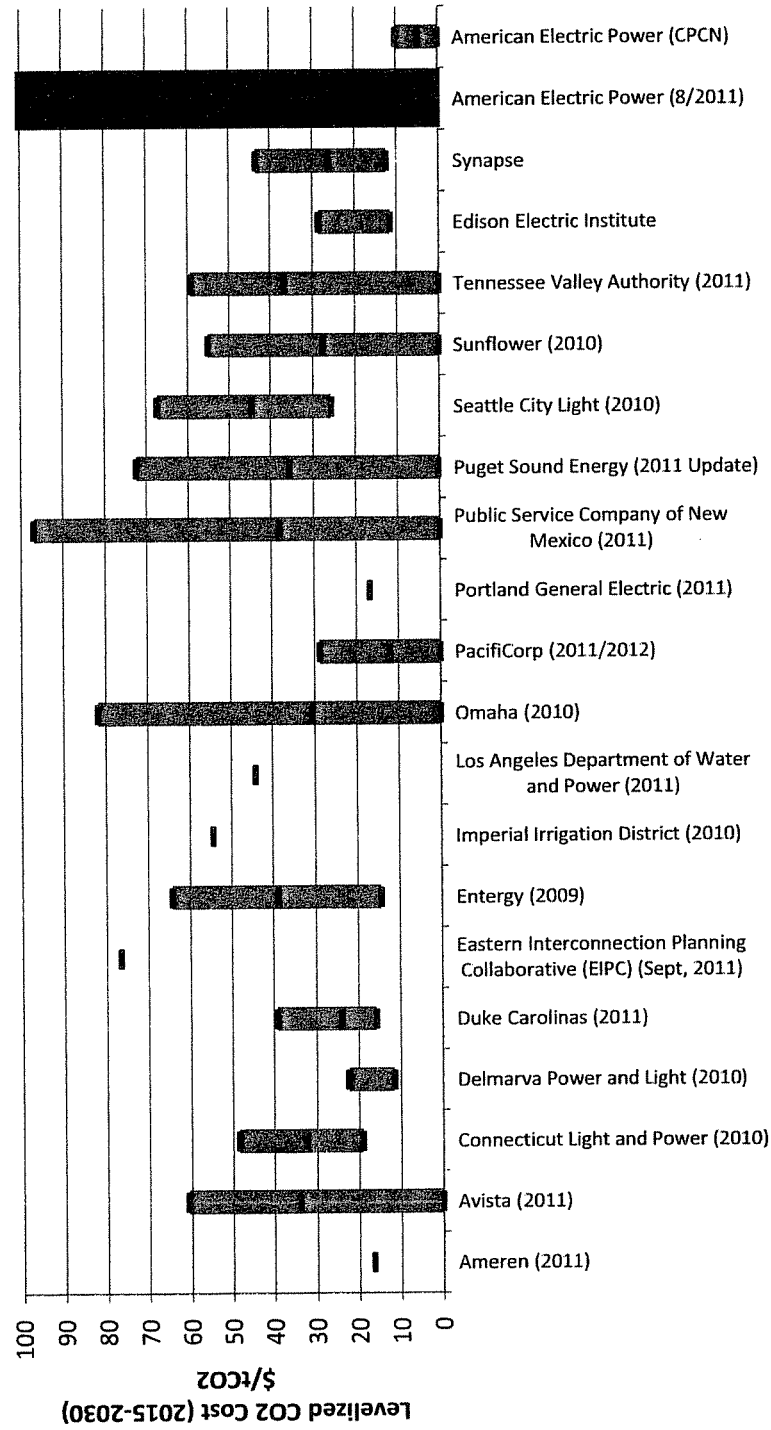 American Electric Power (CPCN)
American Electric Power (8/2011)
Synapse
Edison Electric Institute
Tennessee Valley Authority (2011)
Sunflower (2010)
Seattle City Light (2010)
Puget Sound Energy (2011 Update)
Public Service Company of New
Mexico (2011)
Portland General Electric (2011)
PacifiCorp (2011/2012)
Omaha (2010)
Los Angeles Department of Water
and Power (2011)
Imperial Irrigation District (2010)
Entergy (2009)
Eastern Interconnection Planning
Collaborative (EIPC) (Sept, 2011)
Duke Carolinas (2011)
Delmarva Power and Light (2010)
Connecticut Light and Power (2010)
Avista (2011)
Ameren (2011)
100
90
80
70
60
50
40
30
20
10
0
$/tCO2
Levelized CO2 Cost (2015-2030)